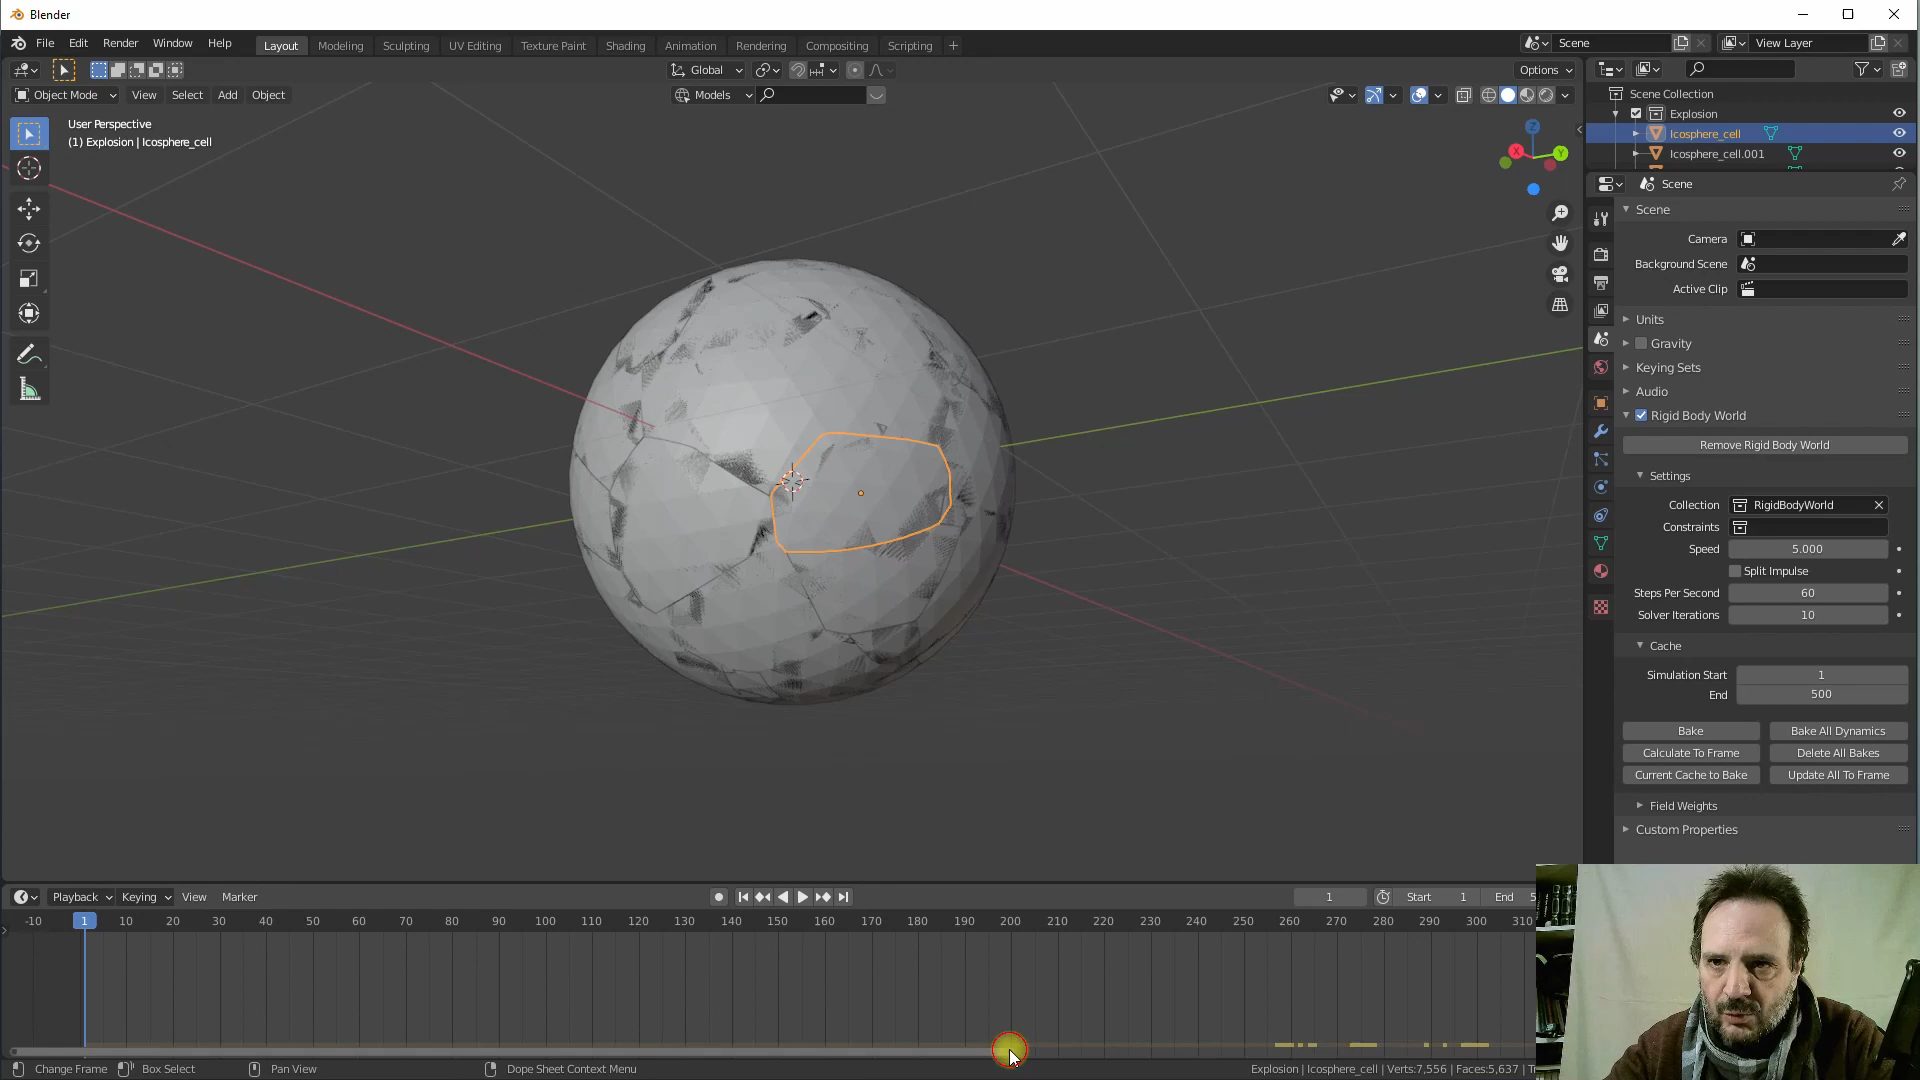 Blender
File Edit Render Window Help Layout Modeling Sculpting UV Editing Texture Paint Shading Animation Rendering Compositing Scripting + Scene View Layer
Global Options
Object Mode View Select Add Object Models
User Perspective
(1) Explosion | Icosphere_cell
Z
X Y
Scene Collection
Explosion
Icosphere_cell
Icosphere_cell.001
Scene
Scene
Camera
Background Scene
Active Clip
Units
Gravity
Keying Sets
Audio
Rigid Body World
Remove Rigid Body World
Settings
Collection RigidBodyWorld
Constraints
Speed 5.000
Split Impulse
Steps Per Second 60
Solver Iterations 10
Cache
Simulation Start 1
End 500
Bake Bake All Dynamics
Calculate To Frame Delete All Bakes
Current Cache to Bake Update All To Frame
Field Weights
Custom Properties
Playback Keying View Marker 1 Start 1 End 5
-10 1 10 20 30 40 50 60 70 80 90 100 110 120 130 140 150 160 170 180 190 200 210 220 230 240 250 260 270 280 290 300 310
Change Frame Box Select Pan View Dope Sheet Context Menu Explosion | Icosphere_cell | Verts:7,556 | Faces:5,637 | T